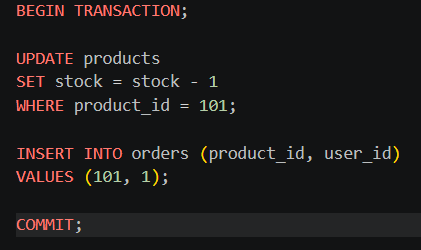 BEGIN TRANSACTION;
UPDATE products
SET stock = stock - 1
WHERE product_id = 101;
INSERT INTO orders (product_id, user_id)
VALUES (101, 1);
COMMIT;